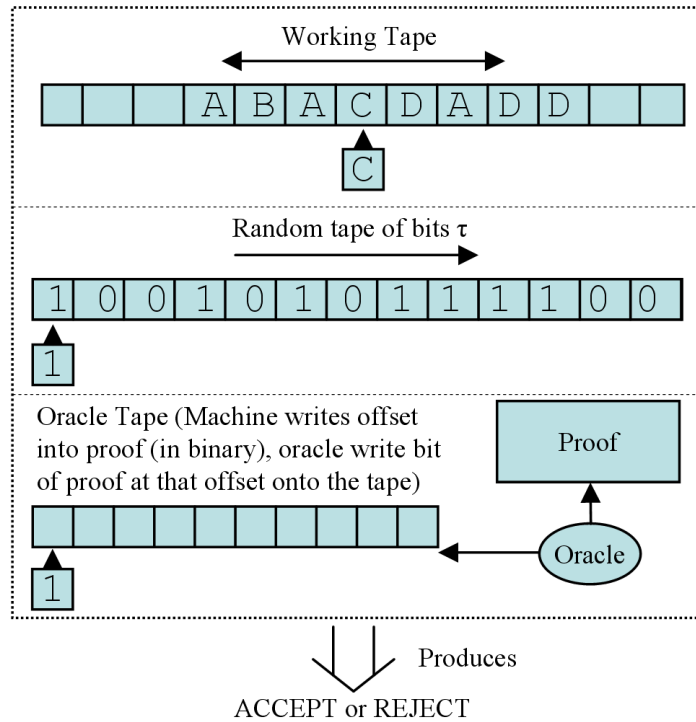 Working Tape
A B A C D A D D
C
Random tape of bits τ
1 0 0 1 0 1 0 1 1 1 1 0 0
1
Oracle Tape (Machine writes offset
into proof (in binary), oracle write bit
of proof at that offset onto the tape)
Proof
Oracle
1
Produces
ACCEPT or REJECT